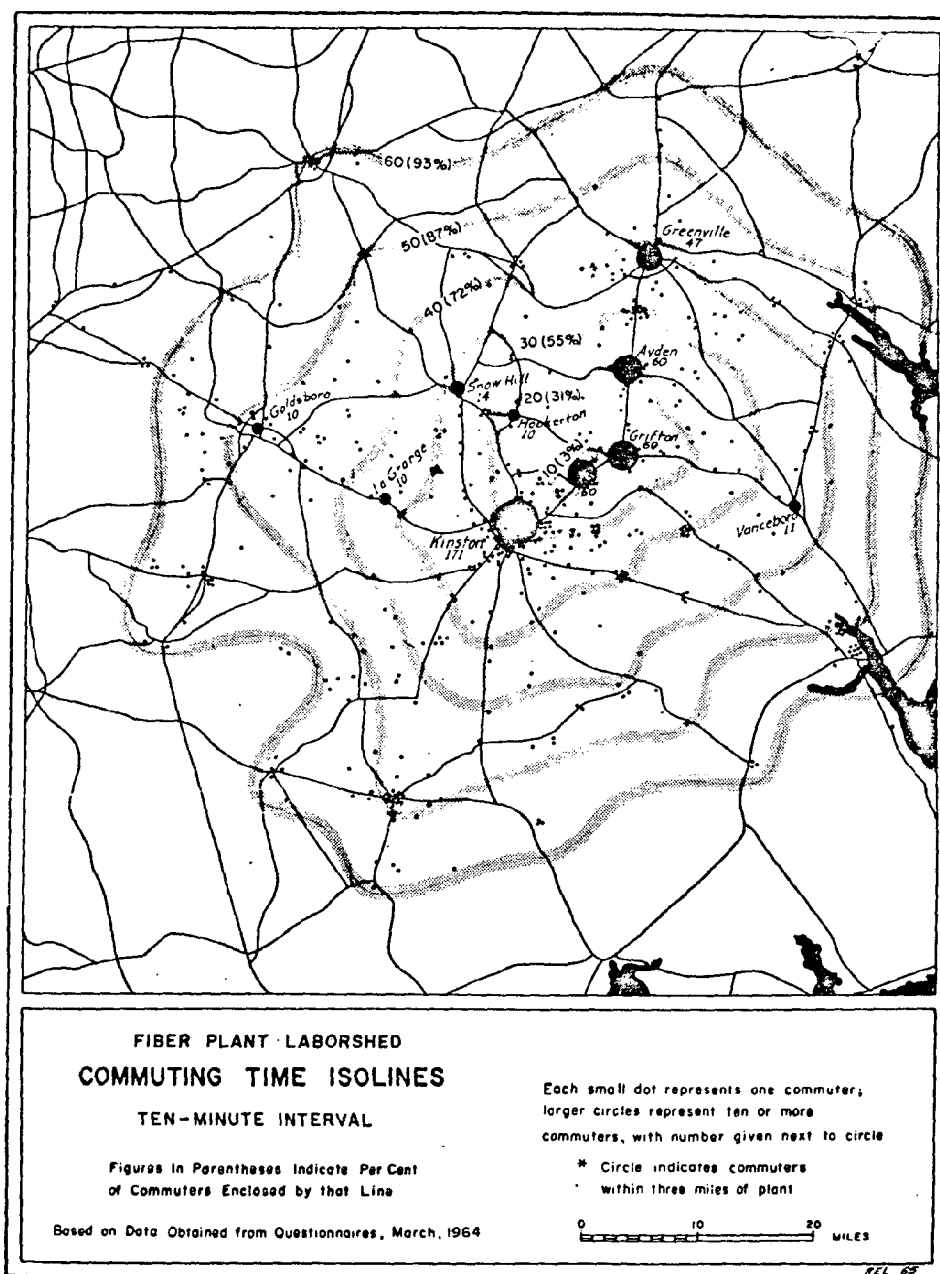 60 (93%)
50 (87%)
Greenville
47
40 (72%)
30 (55%)
Ayden
60
Snow Hill
14
20 (31%)
Hookerton
10
Goldsboro
10
Grifton
60
10 (3%)
60
La Grange
10
Kinston
171
Vanceboro
11
FIBER PLANT LABORSHED
COMMUTING TIME ISOLINES
TEN-MINUTE INTERVAL
Figures in Parentheses Indicate Per Cent
of Commuters Enclosed by that Line
Based on Data Obtained from Questionnaires, March, 1964
Each small dot represents one commuter;
larger circles represent ten or more
commuters, with number given next to circle
* Circle indicates commuters
within three miles of plant
0 10 20 MILES
REL 65